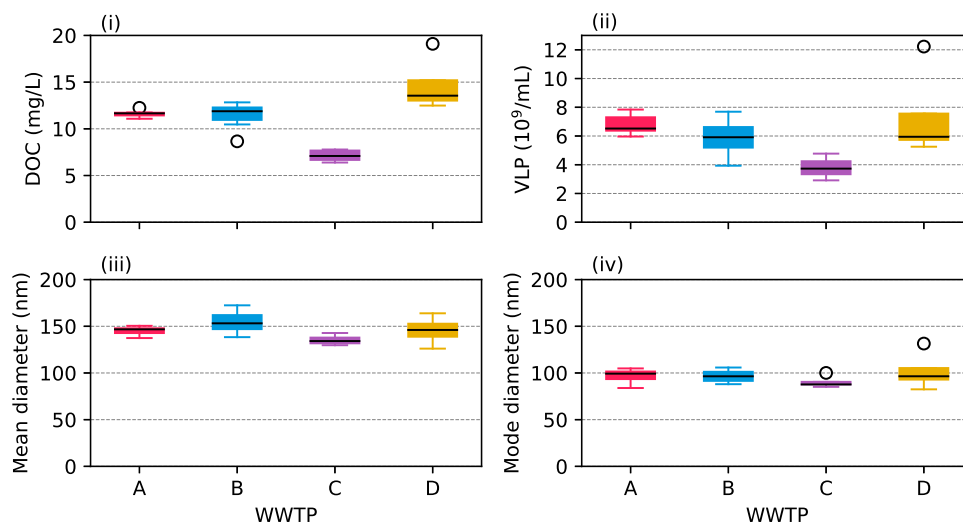 (i)
DOC (mg/L)
20
15
10
5
0
A B C D
(ii)
VLP (10⁹/mL)
12
10
8
6
4
2
0
A B C D
(iii)
Mean diameter (nm)
200
150
100
50
0
A B C D
WWTP
(iv)
Mode diameter (nm)
200
150
100
50
0
A B C D
WWTP